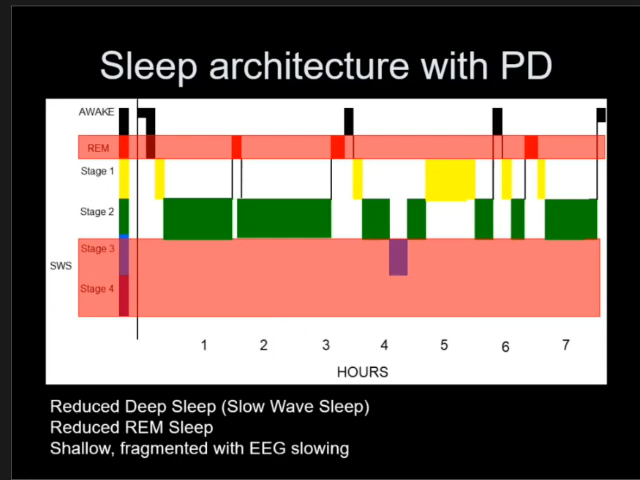 Sleep architecture with PD
AWAKE
REM
Stage 1
Stage 2
Stage 3
SWS
Stage 4
1 2 3 4 5 6 7
HOURS
Reduced Deep Sleep (Slow Wave Sleep)
Reduced REM Sleep
Shallow, fragmented with EEG slowing